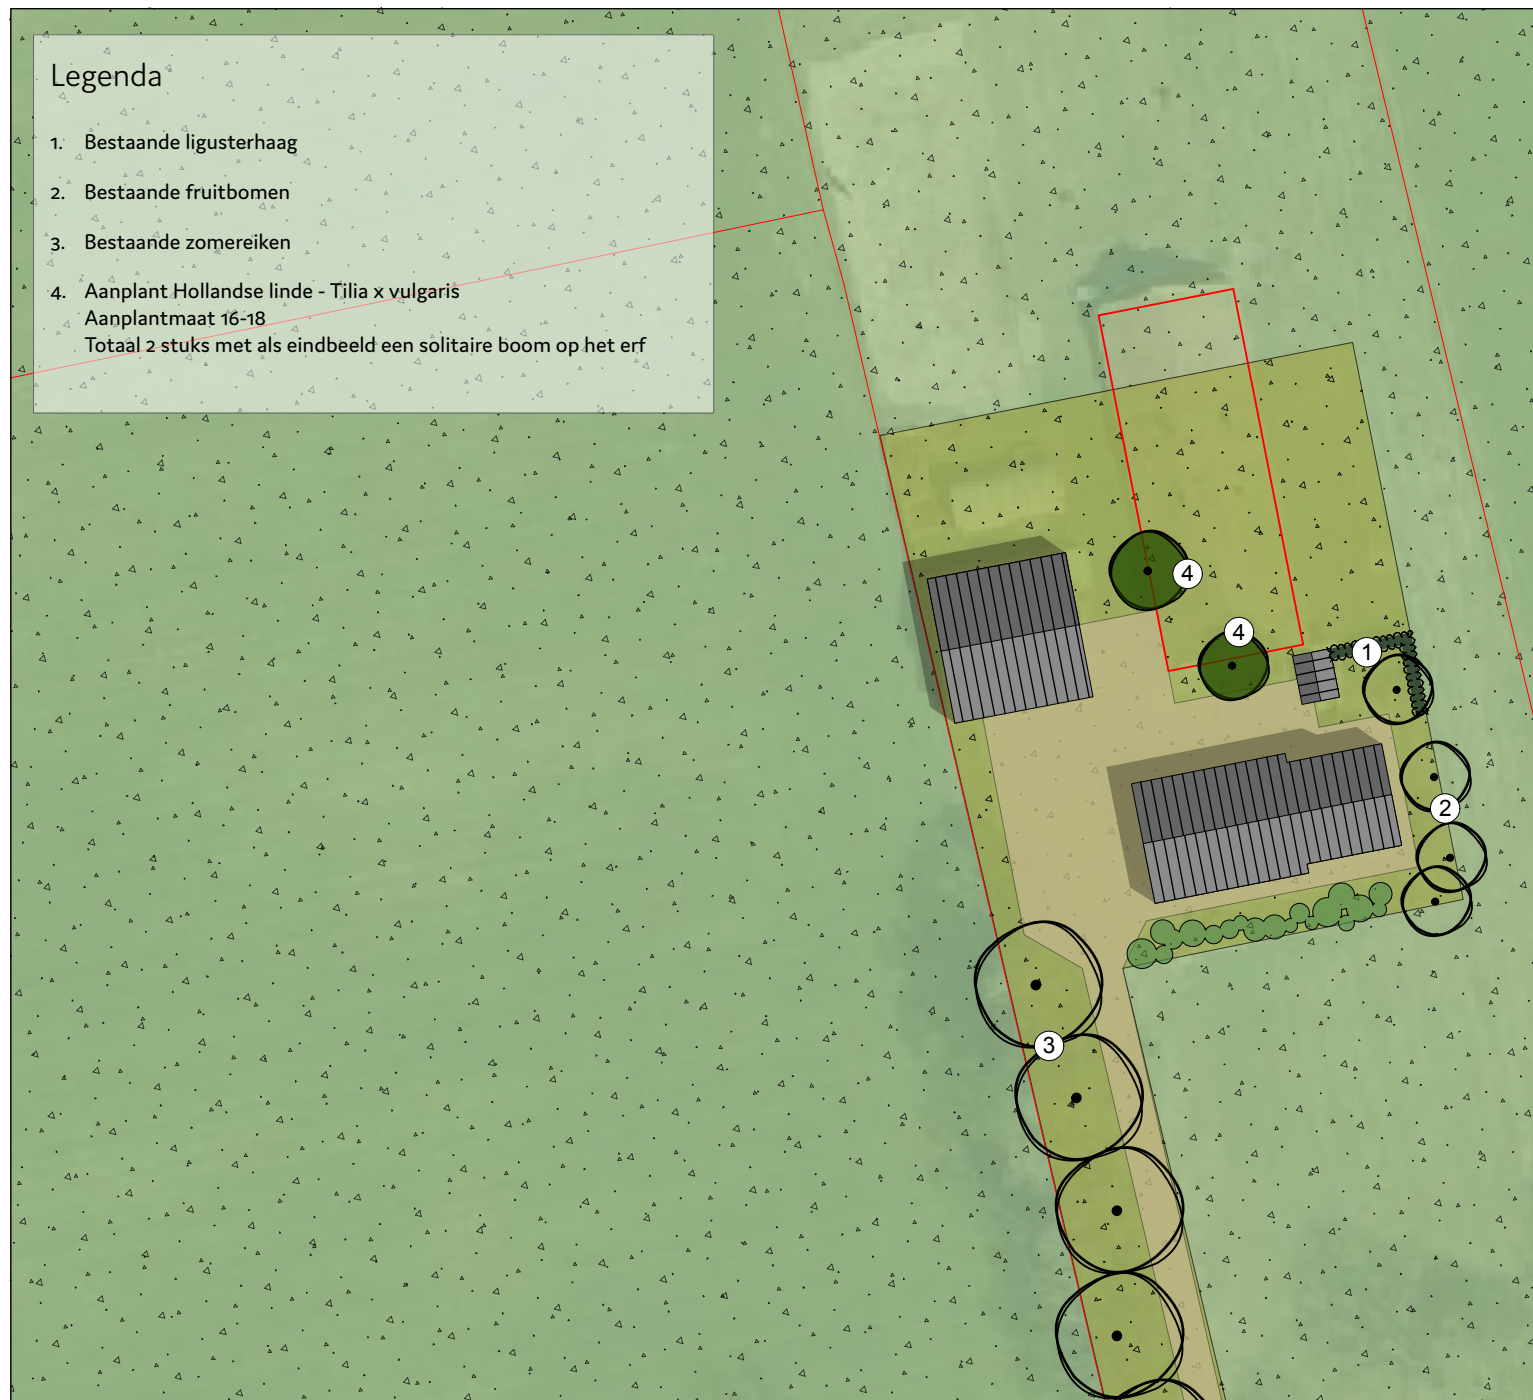 Legenda
1. Bestaande ligusterhaag
2. Bestaande fruitbomen
3. Bestaande zomereiken
4. Aanplant Hollandse linde - Tilia x vulgaris
Aanplantmaat 16-18
Totaal 2 stuks met als eindbeeld een solitaire boom op het erf
4
4
1
2
3